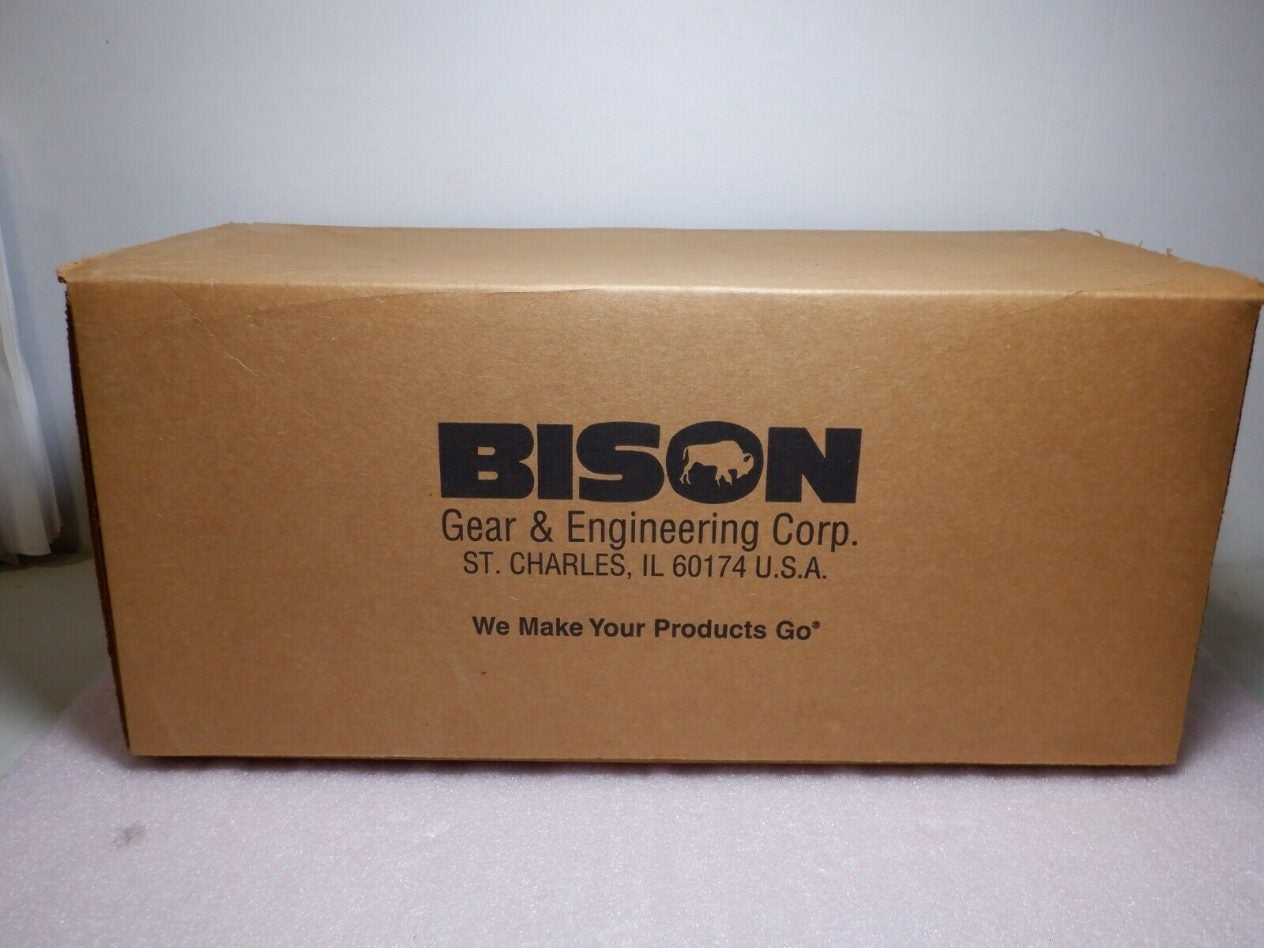 BISON
Gear & Engineering Corp.
ST. CHARLES, IL 60174 U.S.A.
We Make Your Products Go®